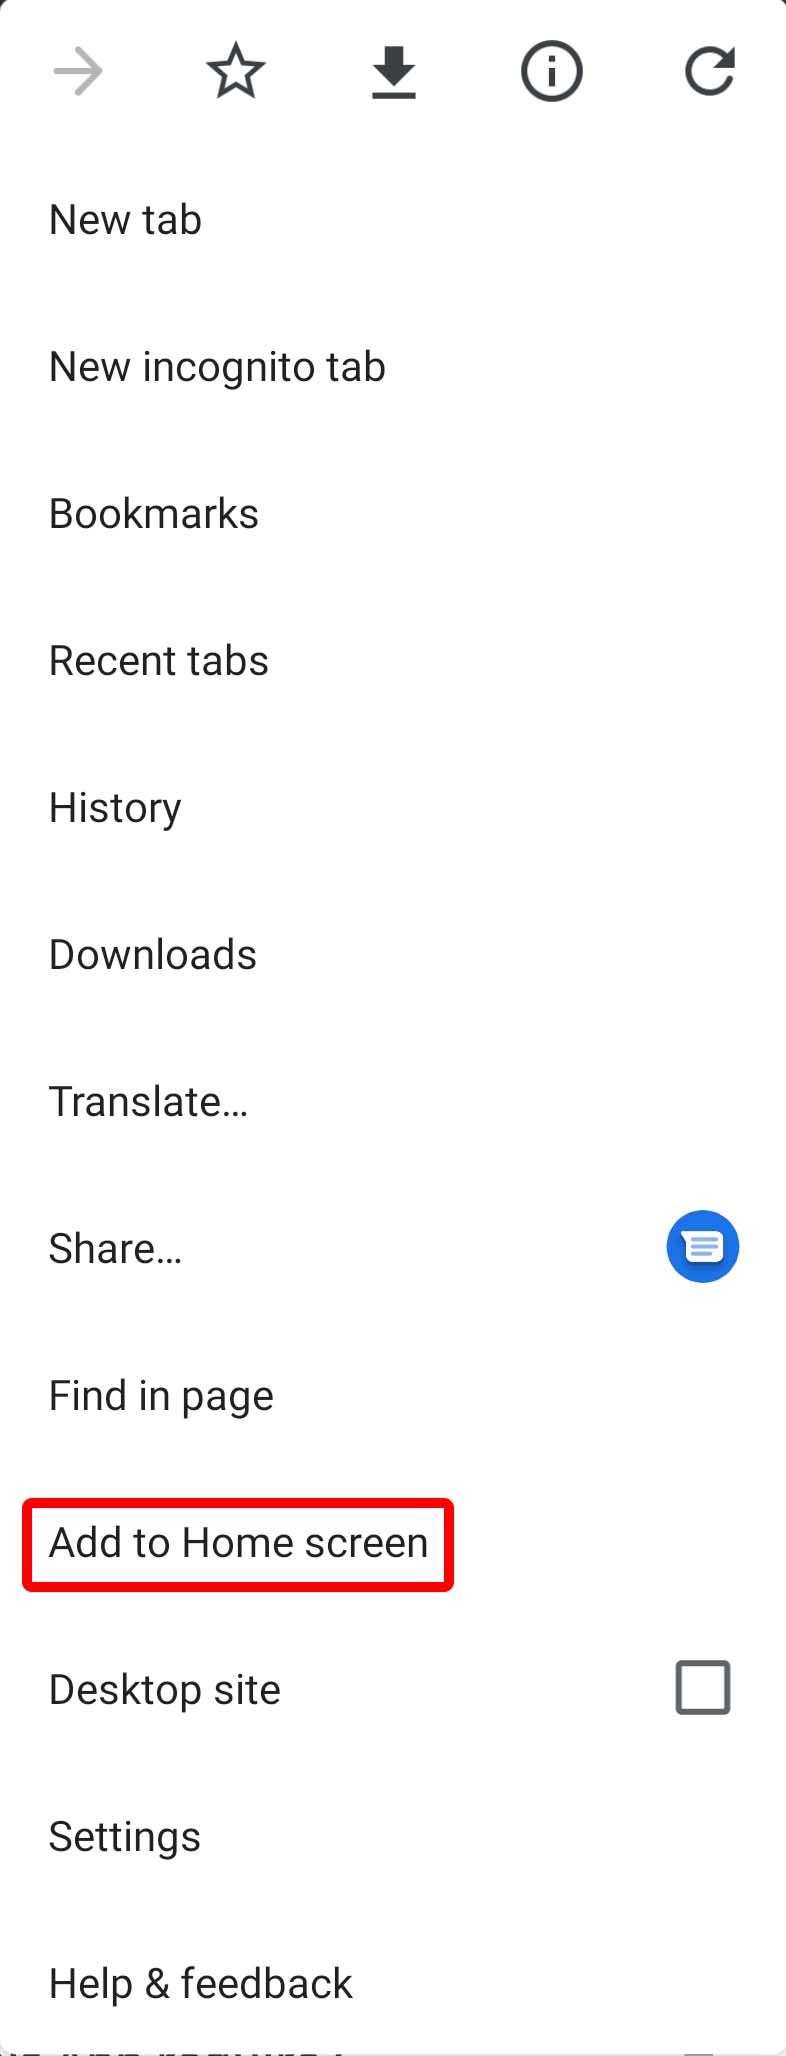 New tab
New incognito tab
Bookmarks
Recent tabs
History
Downloads
Translate...
Share...
Find in page
Add to Home screen
Desktop site
Settings
Help & feedback